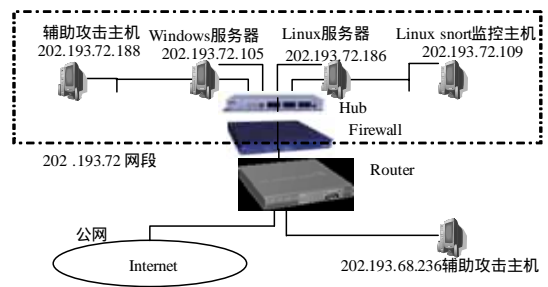 辅助攻击主机
202.193.72.188
Windows服务器
202.193.72.105
Linux服务器
202.193.72.186
Linux snort监控主机
202.193.72.109
Hub
Firewall
202 .193.72 网段
Router
公网
Internet
202.193.68.236辅助攻击主机